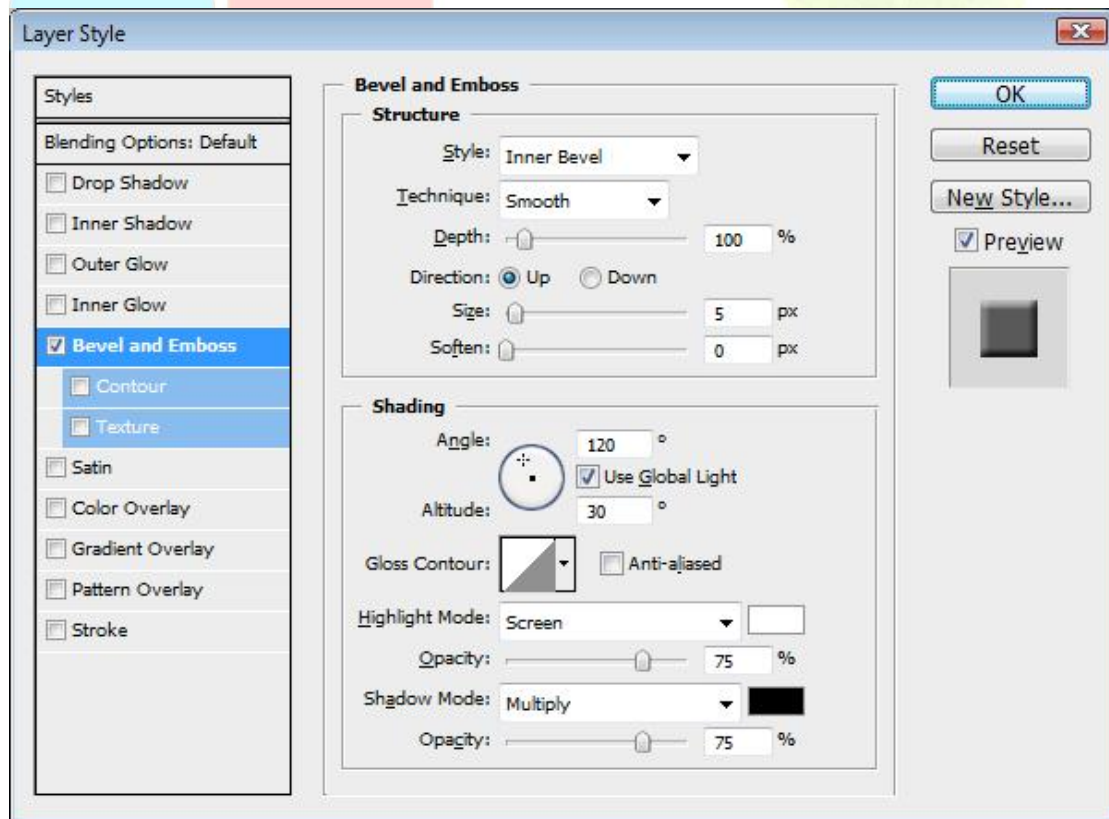 Layer Style
Styles
Blending Options: Default
Drop Shadow
Inner Shadow
Outer Glow
Inner Glow
Bevel and Emboss
Contour
Texture
Satin
Color Overlay
Gradient Overlay
Pattern Overlay
Stroke
Bevel and Emboss
Structure
Style: Inner Bevel
Technique: Smooth
Depth: 100 %
Direction: Up Down
Size: 5 px
Soften: 0 px
Shading
Angle: 120 °
Use Global Light
Altitude: 30 °
Gloss Contour: Anti-aliased
Highlight Mode: Screen
Opacity: 75 %
Shadow Mode: Multiply
Opacity: 75 %
OK
Reset
New Style...
Preview